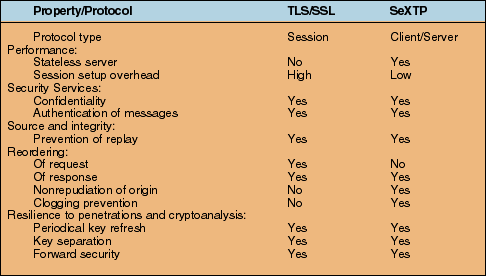 Property/Protocol TLS/SSL SeXTP
Protocol type Session Client/Server
Performance:
Stateless server No Yes
Session setup overhead High Low
Security Services:
Confidentiality Yes Yes
Authentication of messages Yes Yes
Source and integrity:
Prevention of replay Yes Yes
Reordering:
Of request Yes No
Of response Yes Yes
Nonrepudiation of origin No Yes
Clogging prevention No Yes
Resilience to penetrations and cryptoanalysis:
Periodical key refresh Yes Yes
Key separation Yes Yes
Forward security Yes Yes